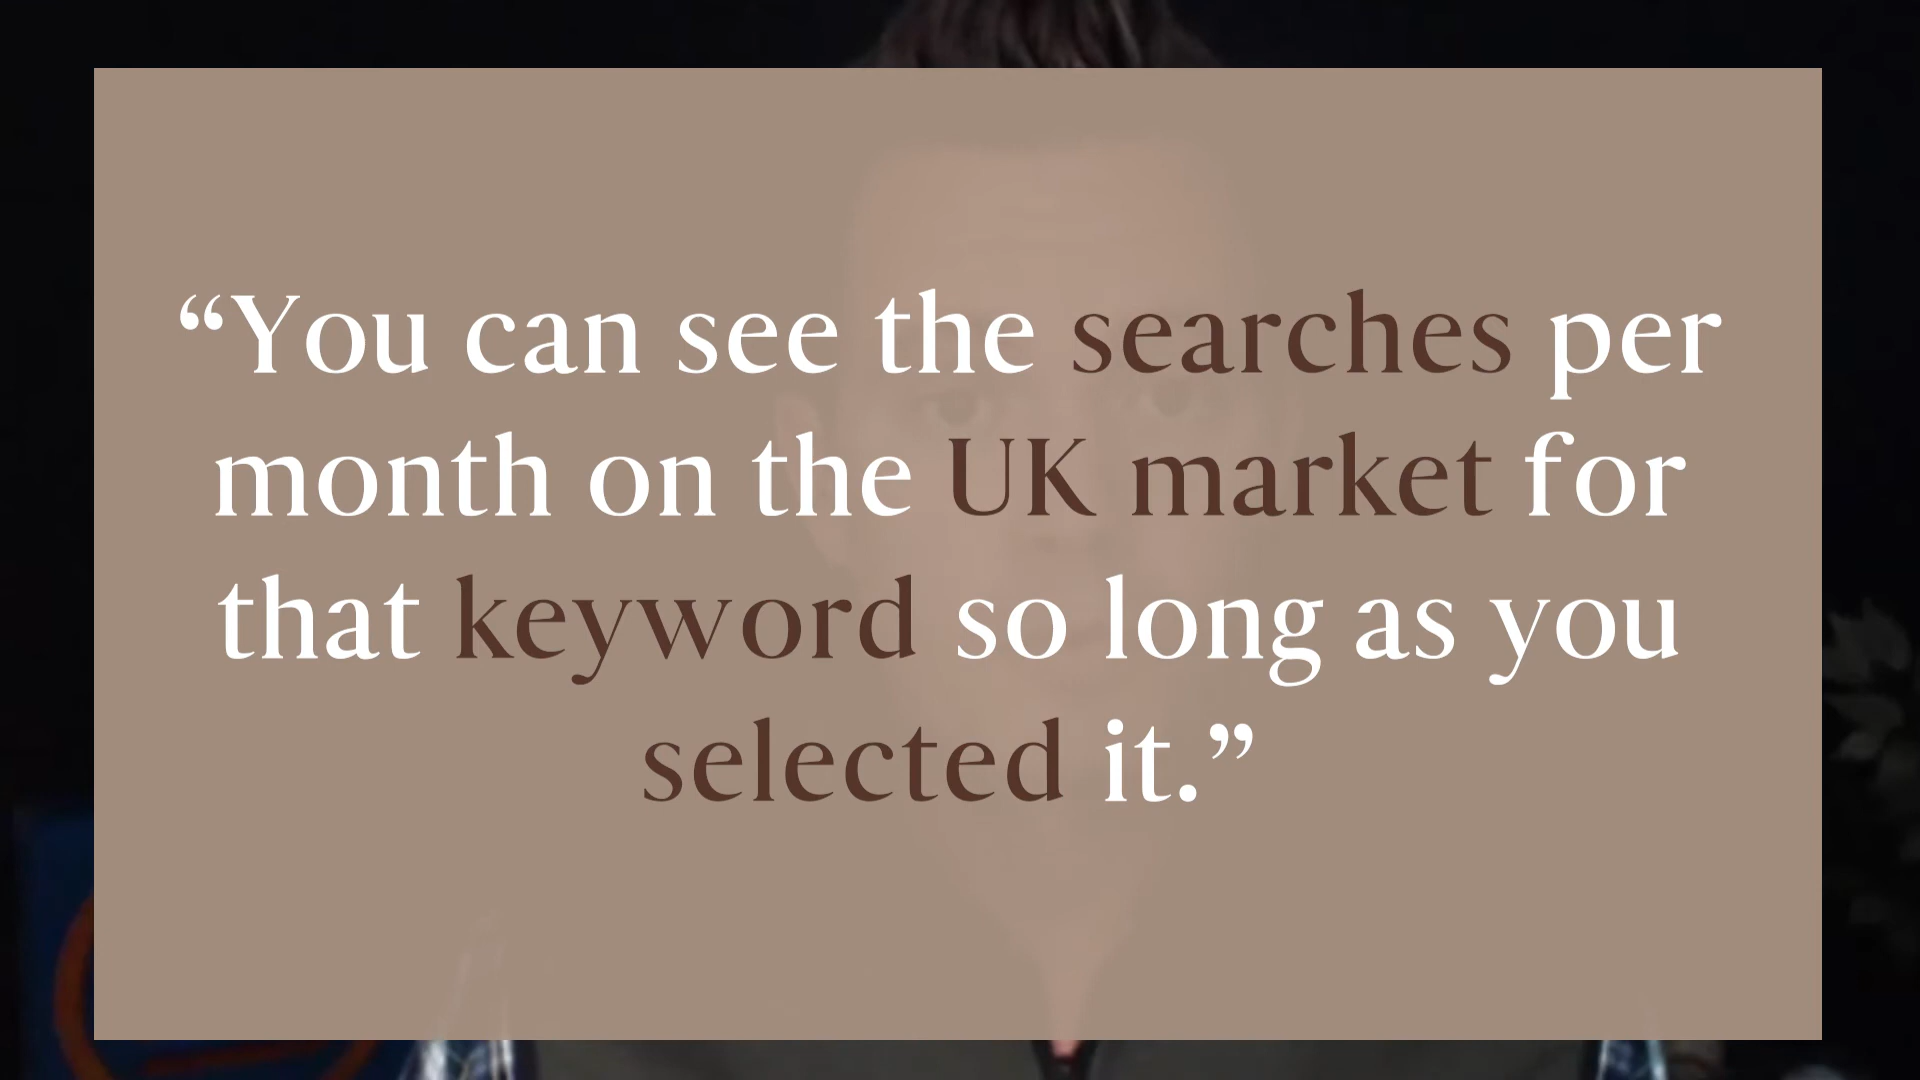 “You can see the searches per
month on the UK market for
that keyword so long as you
selected it.”